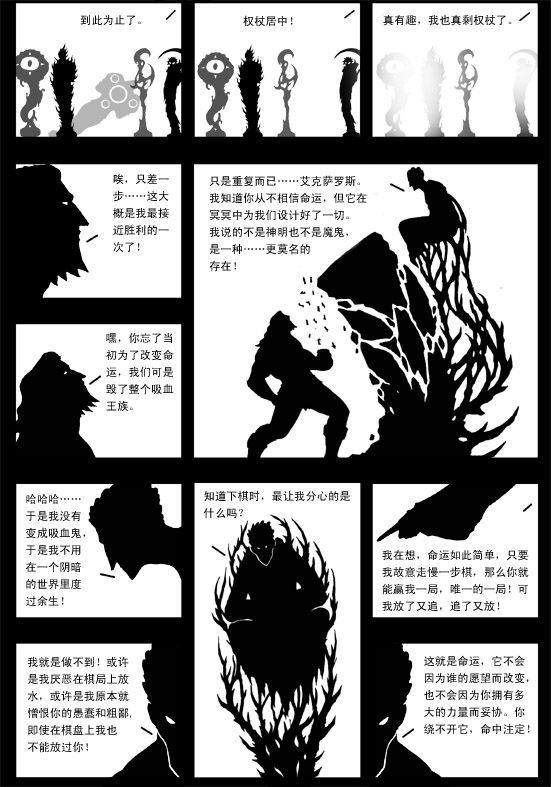 到此为止了。
权杖居中！
真有趣，我也真剩权杖了。
唉，只差一
步……这大
概是我最接
近胜利的一
次了！
只是重复而已……艾克萨罗斯。
我知道你从不相信命运，但它在
冥冥中为我们设计好了一切。
我说的不是神明也不是魔鬼，
是一种……更莫名的
存在！
嘿，你忘了当
初为了改变命
运，我们可是
毁了整个吸血
王族。
哈哈哈……
于是我没有
变成吸血鬼，
于是我不用
在一个阴暗
的世界里度
过余生！
知道下棋时，最让我分心的是
什么吗？
我在想，命运如此简单，只要
我故意走慢一步棋，那么你就
能赢我一局，唯一的一局！可
我放了又追，追了又放！
我就是做不到！或许
是我厌恶在棋局上放
水，或许是我原本就
憎恨你的愚蠢和粗鄙，
即使在棋盘上我也
不能放过你！
这就是命运，它不会
因为谁的愿望而改变，
也不会因为你拥有多
大的力量而妥协。你
绕不开它，命中注定！